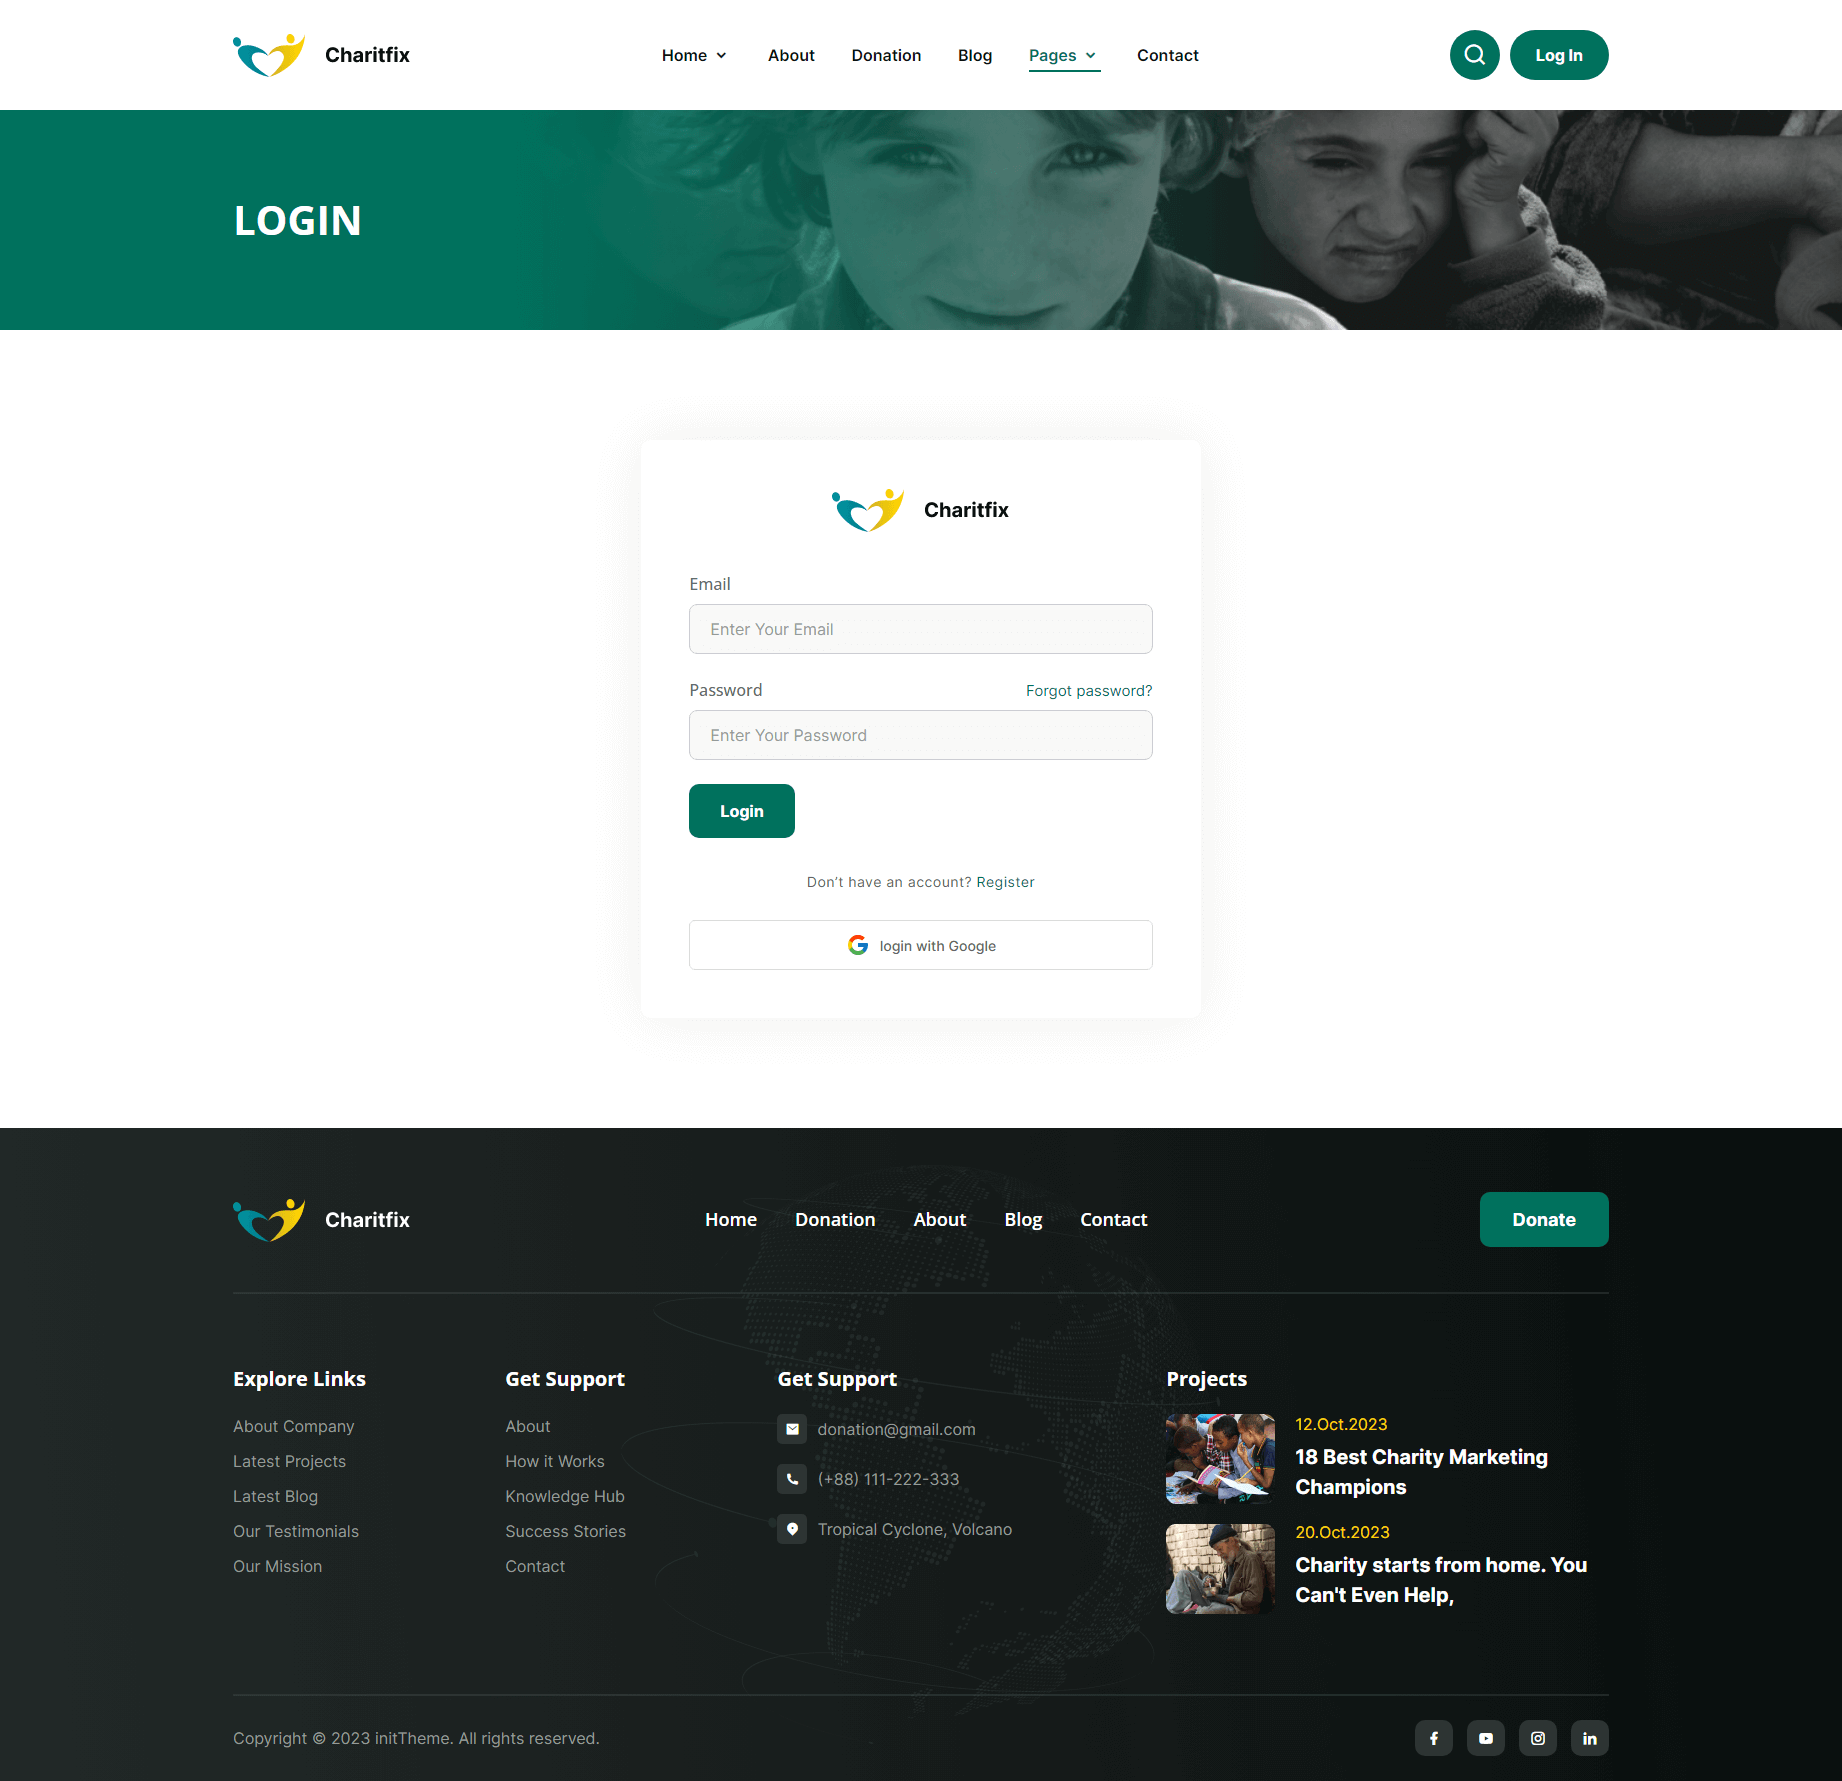 Charitfix
Home
About
Donation
Blog
Pages
Contact
Log In
LOGIN
Charitfix
Email
Enter Your Email
Password
Forgot password?
Enter Your Password
Login
Don't have an account? Register
login with Google
Charitfix
Home
Donation
About
Blog
Contact
Donate
Explore Links
About Company
Latest Projects
Latest Blog
Our Testimonials
Our Mission
Get Support
About
How it Works
Knowledge Hub
Success Stories
Contact
Get Support
donation@gmail.com
(+88) 111-222-333
Tropical Cyclone, Volcano
Projects
12.Oct.2023
18 Best Charity Marketing
Champions
20.Oct.2023
Charity starts from home. You
Can't Even Help,
Copyright © 2023 initTheme. All rights reserved.